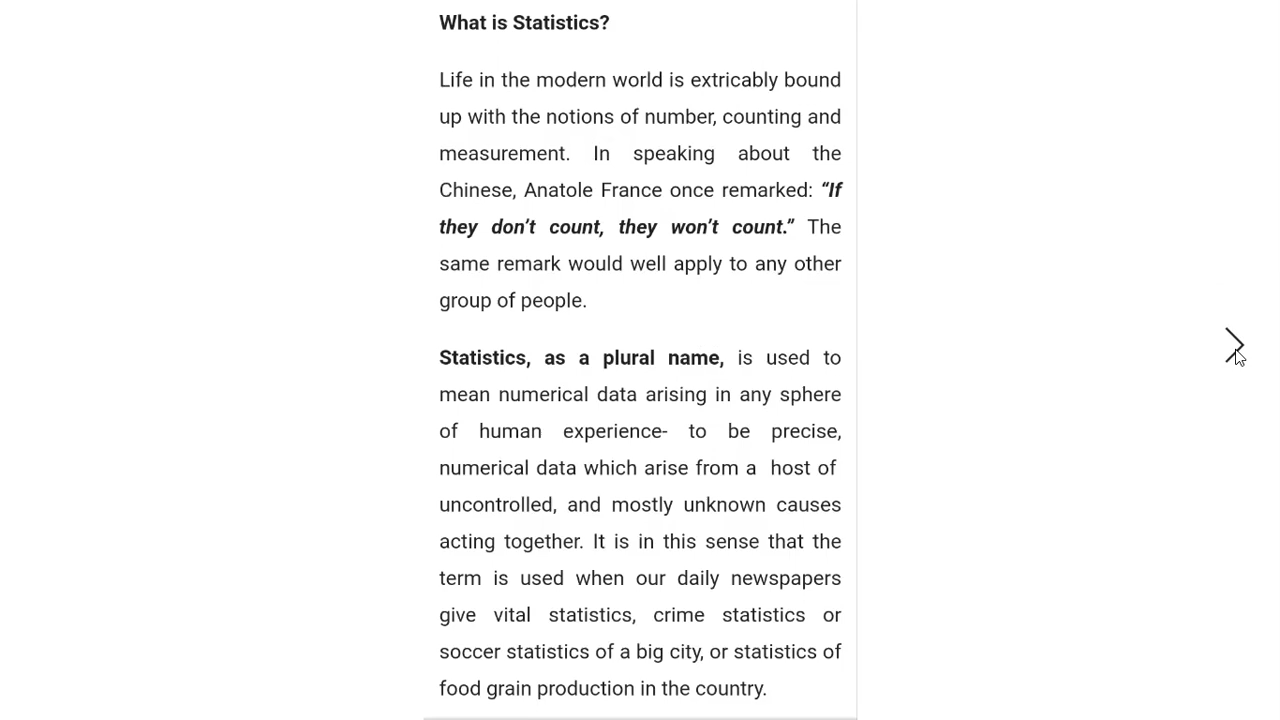 What is Statistics?
Life in the modern world is extricably bound
up with the notions of number, counting and
measurement. In speaking about the
Chinese, Anatole France once remarked: “If
they don’t count, they won’t count.” The
same remark would well apply to any other
group of people.
Statistics, as a plural name, is used to
mean numerical data arising in any sphere
of human experience- to be precise,
numerical data which arise from a host of
uncontrolled, and mostly unknown causes
acting together. It is in this sense that the
term is used when our daily newspapers
give vital statistics, crime statistics or
soccer statistics of a big city, or statistics of
food grain production in the country.